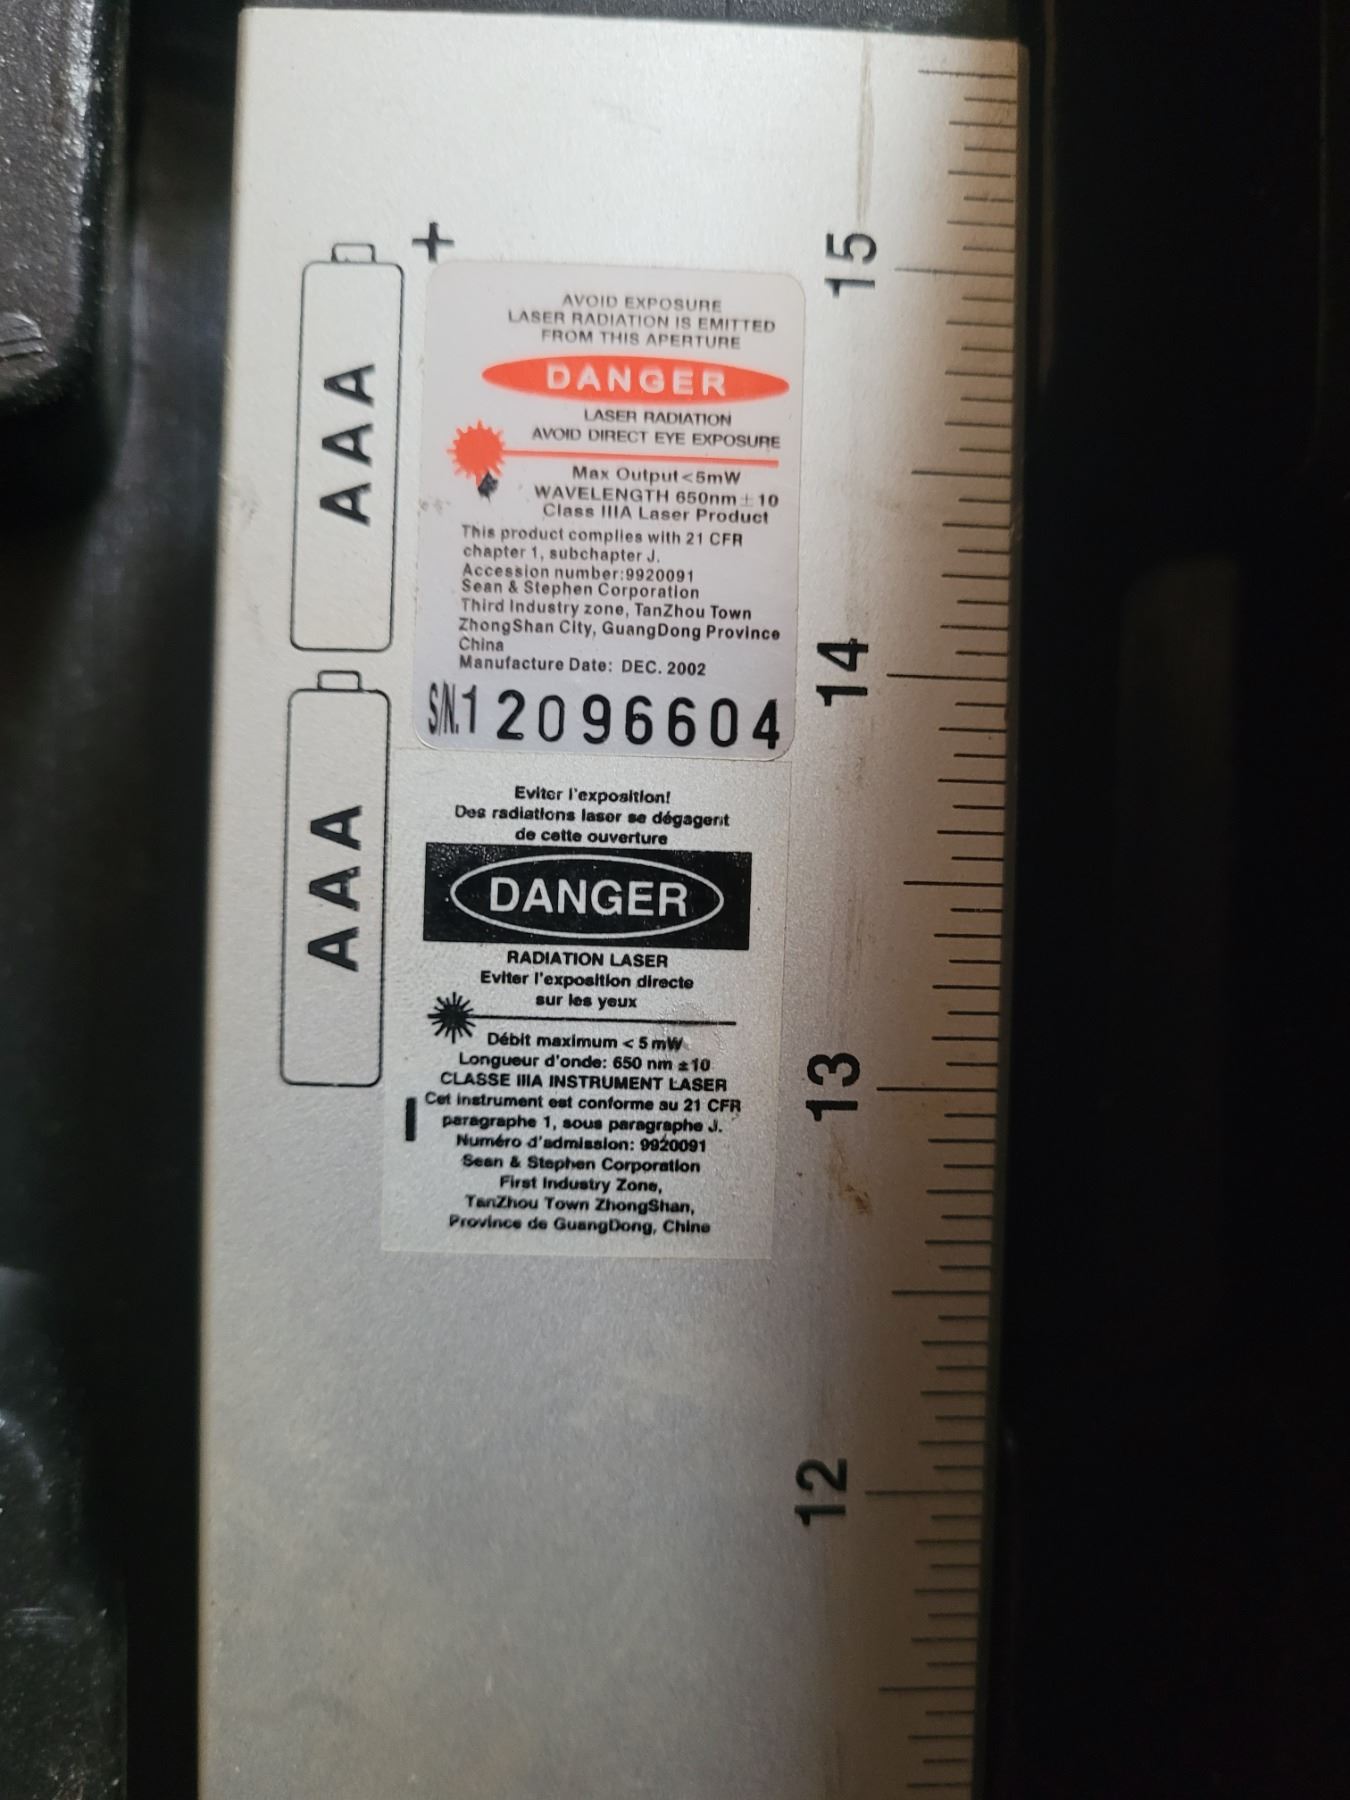 +
AAA
AAA
AVOID EXPOSURE
LASER RADIATION IS EMITTED
FROM THIS APERTURE
DANGER
LASER RADIATION
AVOID DIRECT EYE EXPOSURE
Max Output<5mW
WAVELENGTH 650nm±10
Class IIIA Laser Product
This product complies with 21 CFR
chapter 1, subchapter J.
Accession number:9920091
Sean & Stephen Corporation
Third Industry zone, TanZhou Town
ZhongShan City, GuangDong Province
China
Manufacture Date: DEC. 2002
S/N.12096604
Eviter l'exposition!
Des radiations laser se dégagent
de cette ouverture
DANGER
RADIATION LASER
Eviter l'exposition directe
sur les yeux
Débit maximum < 5 mW
Longueur d'onde: 650 nm ±10
CLASSE IIIA INSTRUMENT LASER
Cet instrument est conforme au 21 CFR
paragraphe 1, sous paragraphe J.
Numéro d'admission: 9920091
Sean & Stephen Corporation
First Industry Zone,
TanZhou Town ZhongShan,
Province de GuangDong, Chine
-
15
14
13
12